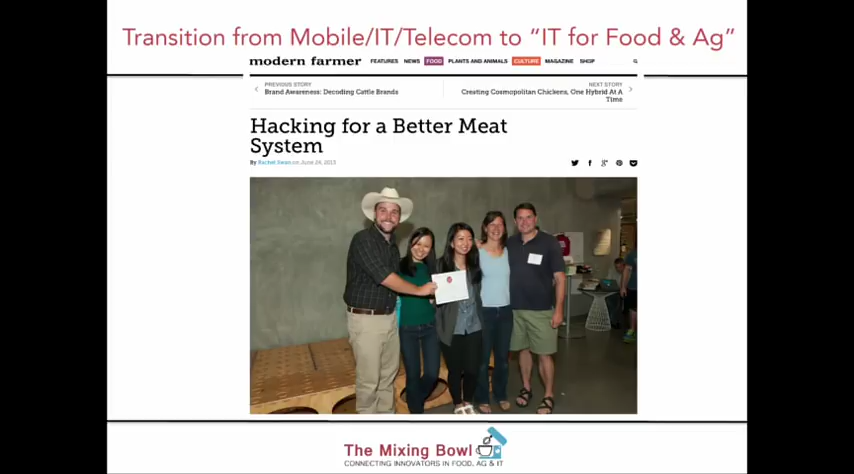 Transition from Mobile/IT/Telecom to “IT for Food & Ag”
modern farmer
FEATURES NEWS FOOD PLANTS AND ANIMALS CULTURE MAGAZINE SHOP
PREVIOUS STORY
Brand Awareness: Decoding Cattle Brands
NEXT STORY
Creating Cosmopolitan Chickens, One Hybrid At A
Time
Hacking for a Better Meat
System
By Rachel Swan on June 24, 2013
The Mixing Bowl
CONNECTING INNOVATORS IN FOOD, AG & IT